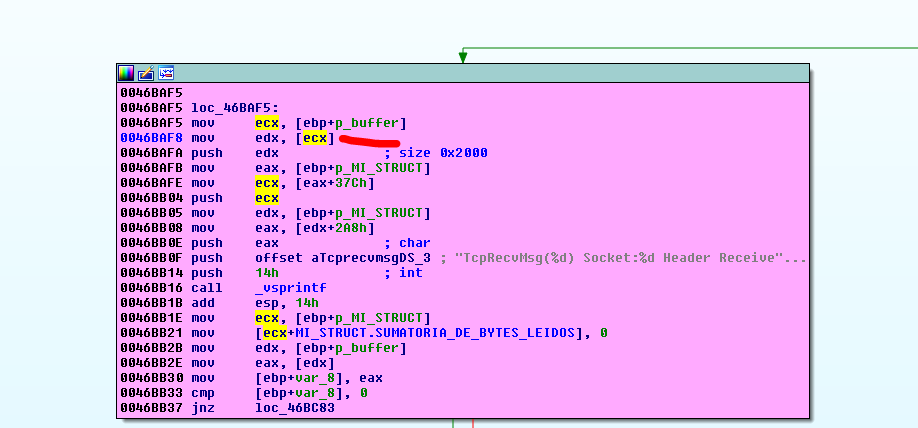 0046BAF5
0046BAF5 loc_46BAF5:
0046BAF5 mov ecx, [ebp+p_buffer]
0046BAF8 mov edx, [ecx]
0046BAFA push edx ; size 0x2000
0046BAFB mov eax, [ebp+p_MI_STRUCT]
0046BAFE mov ecx, [eax+37Ch]
0046BB04 push ecx
0046BB05 mov edx, [ebp+p_MI_STRUCT]
0046BB08 mov eax, [edx+2A8h]
0046BB0E push eax ; char
0046BB0F push offset aTcprecvmsgDS_3 ; "TcpRecvMsg(%d) Socket:%d Header Receive"...
0046BB14 push 14h ; int
0046BB16 call _vsprintf
0046BB1B add esp, 14h
0046BB1E mov ecx, [ebp+p_MI_STRUCT]
0046BB21 mov [ecx+MI_STRUCT.SUMATORIA_DE_BYTES_LEIDOS], 0
0046BB2B mov edx, [ebp+p_buffer]
0046BB2E mov eax, [edx]
0046BB30 mov [ebp+var_8], eax
0046BB33 cmp [ebp+var_8], 0
0046BB37 jnz loc_46BC83